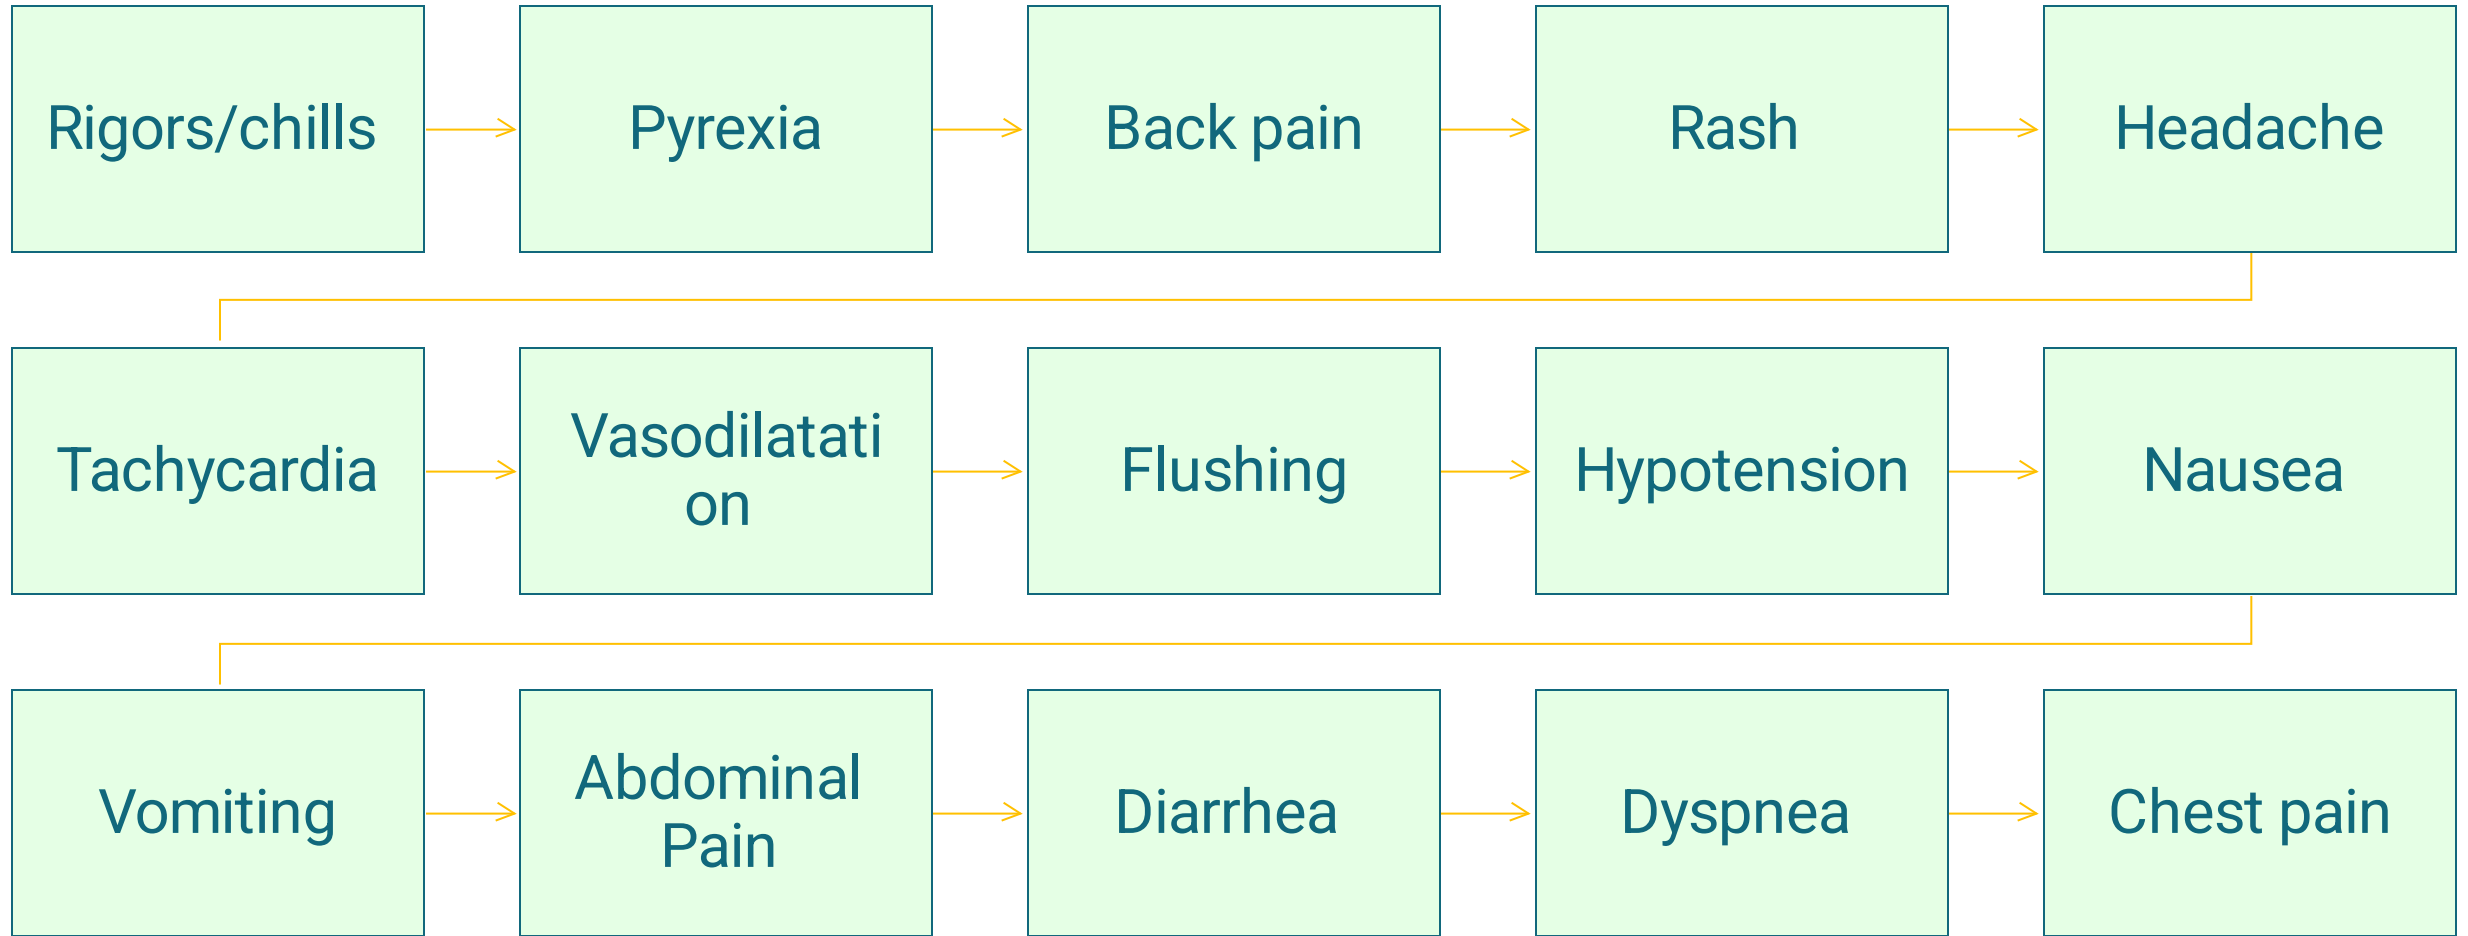 Rigors/chills
Pyrexia
Back pain
Rash
Headache
Tachycardia
Vasodilatati
on
Flushing
Hypotension
Nausea
Vomiting
Abdominal
Pain
Diarrhea
Dyspnea
Chest pain